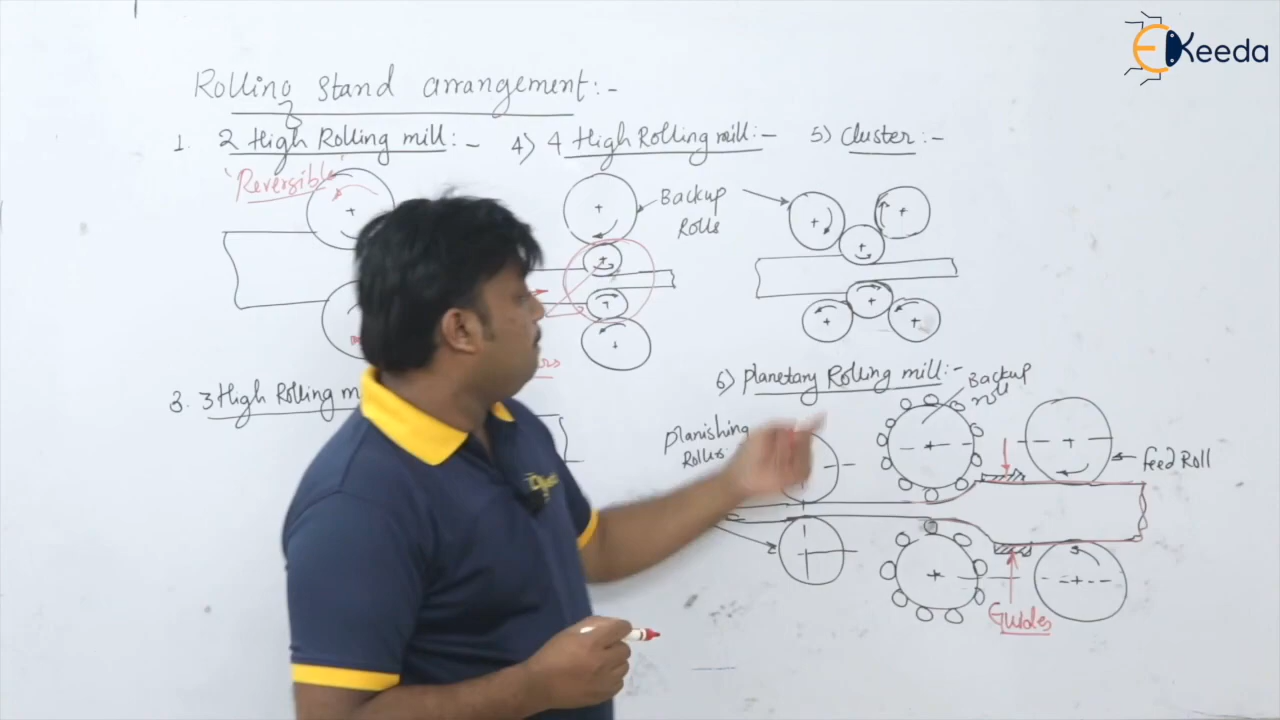 EKeeda
Rolling Stand arrangement:-
1. 2 High Rolling mill:-
4) 4 High Rolling mill:-
5) Cluster:-
'Reversible'
Backup
Rolls
3. 3 High Rolling m
6) Planetary Rolling mill:-
Backup
roll
Planishing
Rolls
feed Roll
Guides